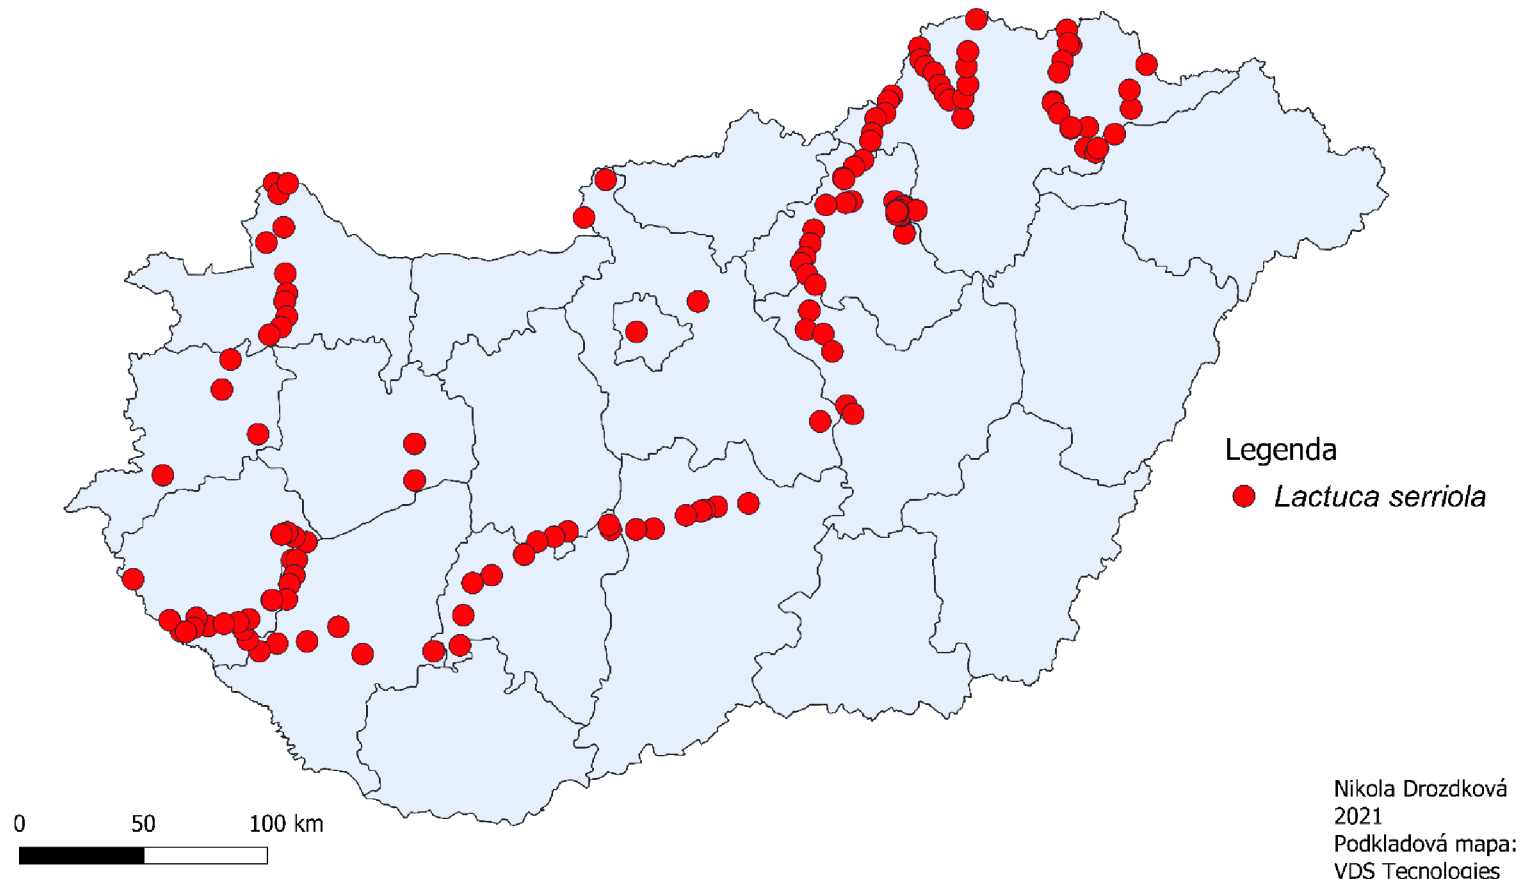 Legenda
Lactuca serriola
0 50 100 km
Nikola Drozdková
2021
Podkladová mapa:
VDS Tecnologies